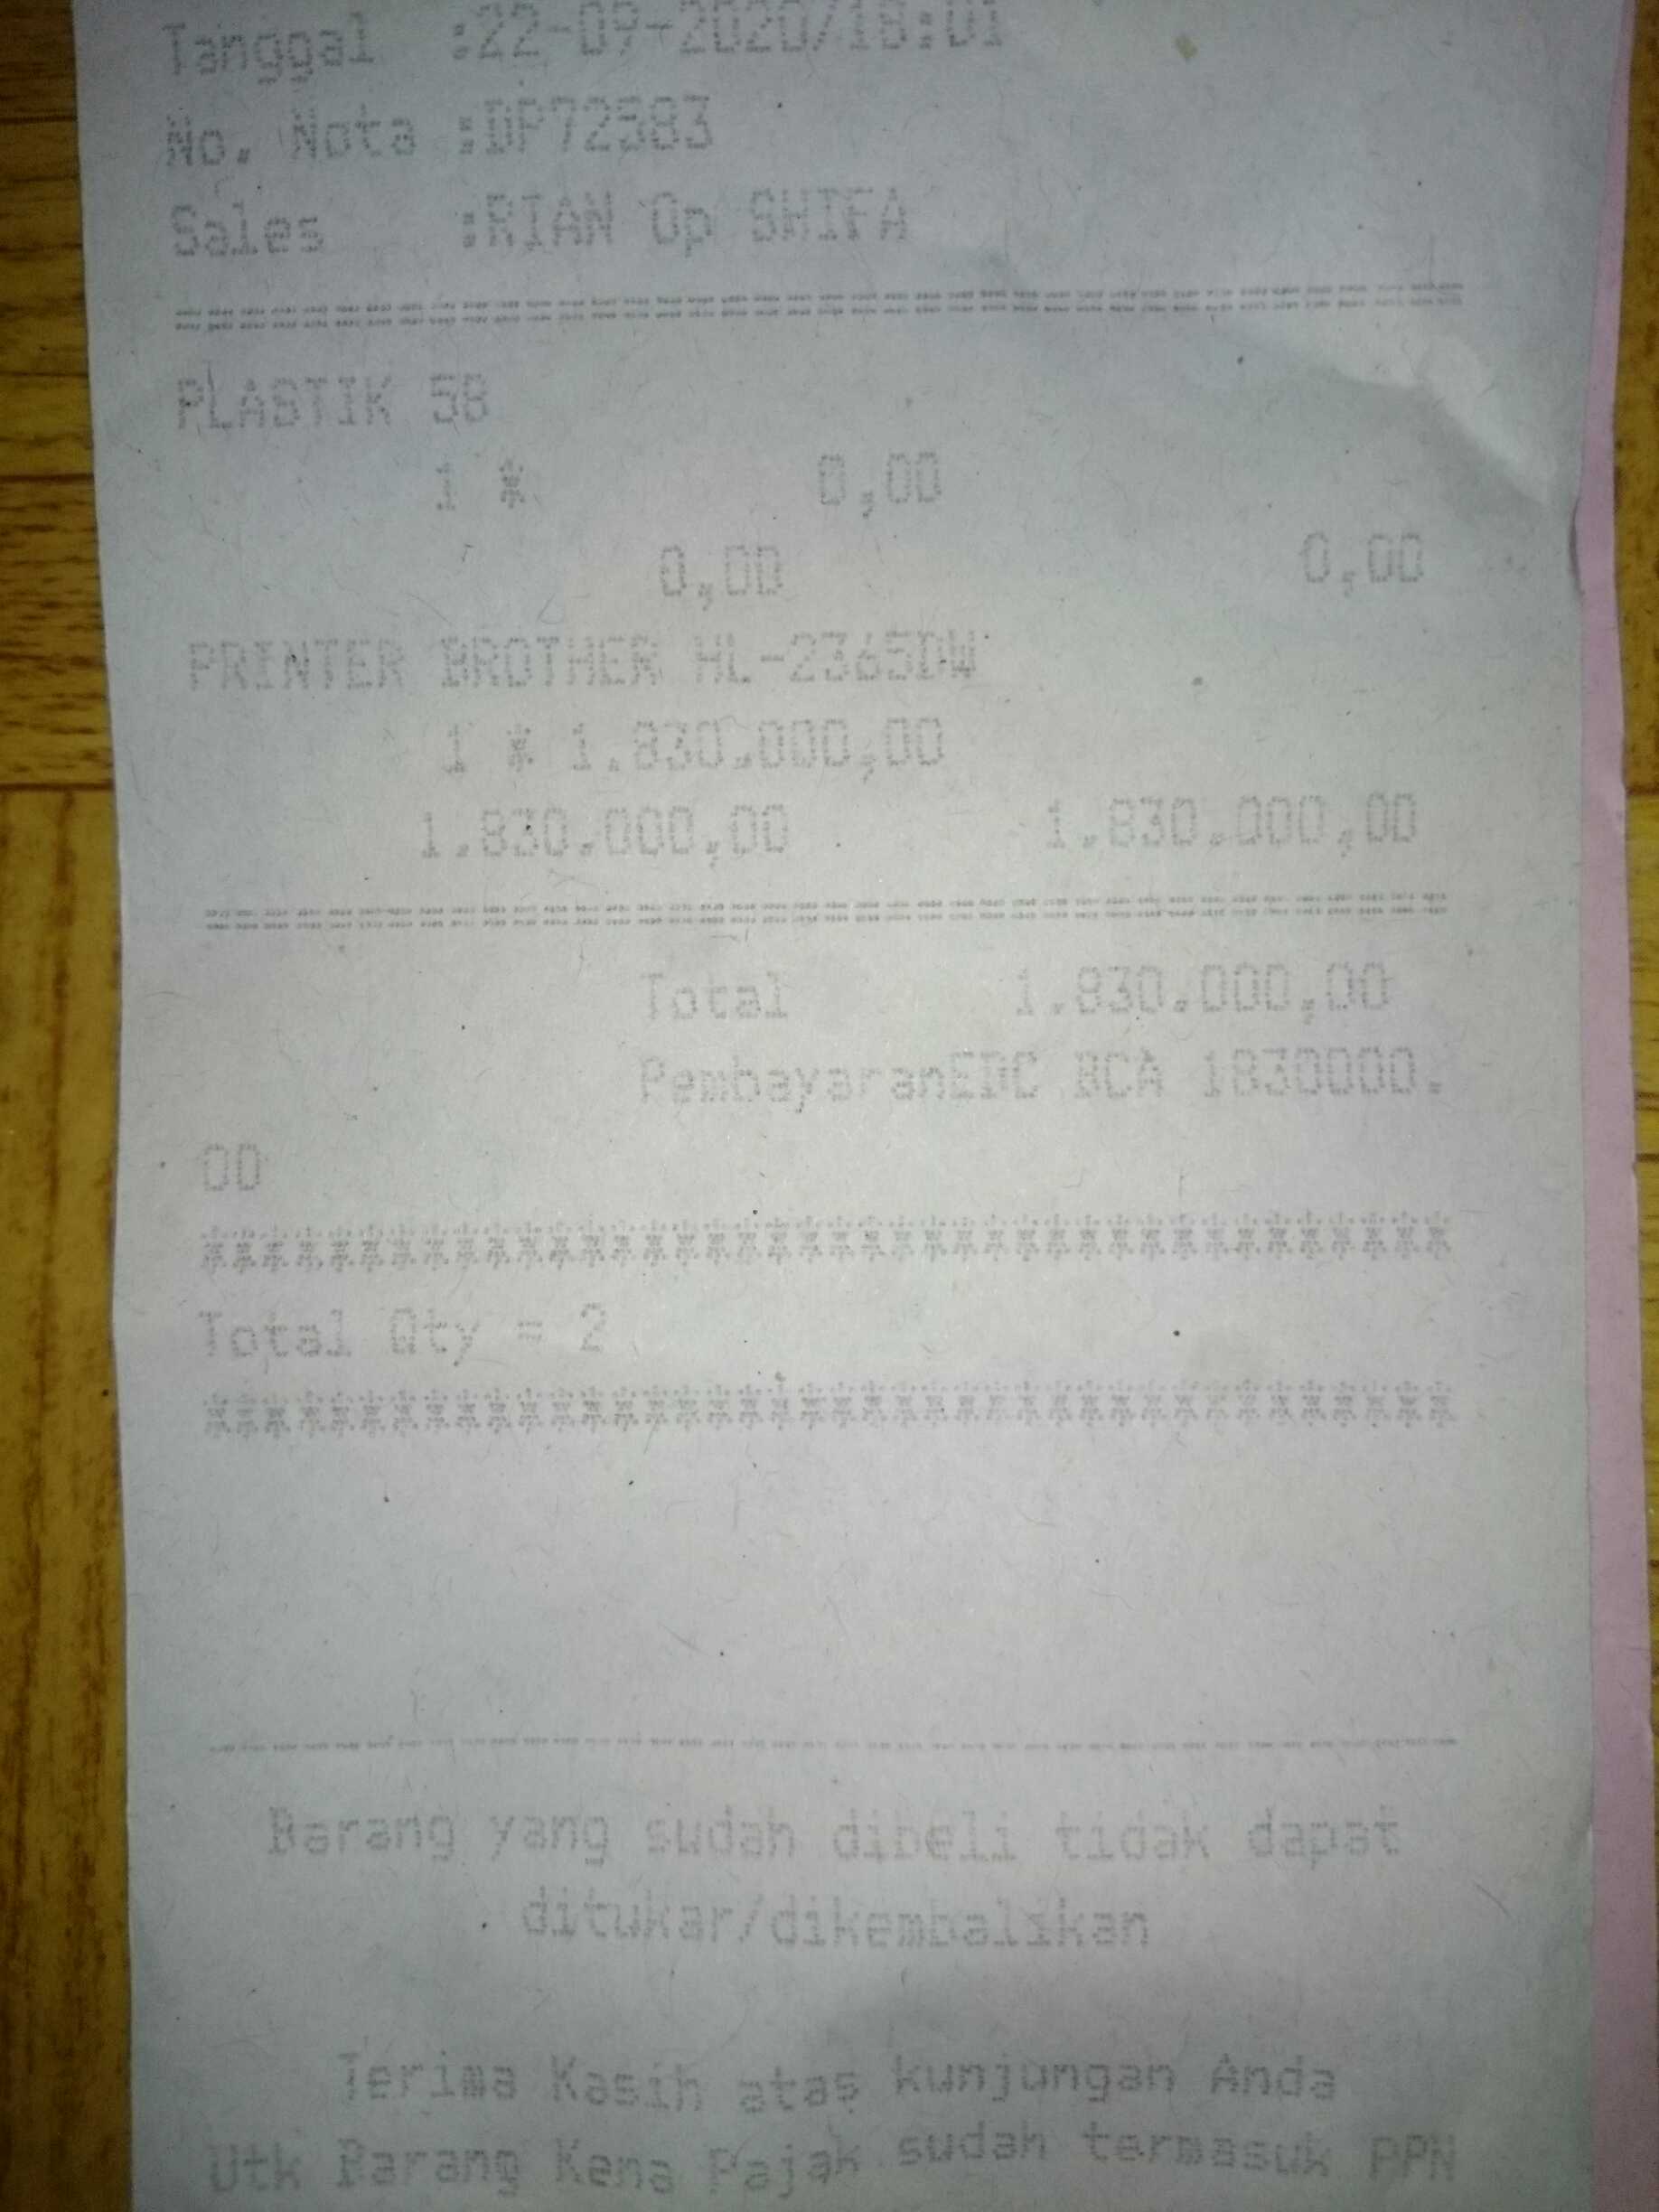 Tanggal :22-09-2020/18:01
No. Nota :DP72383
Sales :RIAN Op SHIFA
========================================
PLASTIK 58
1 * 0,00
0,00 0,00
PRINTER BROTHER HL-2365DW
1 * 1.830.000,00
1.830.000,00 1.830.000,00
========================================
Total 1.830.000,00
PembayaranEDC BCA 1830000.
00
****************************************
Total Qty = 2
****************************************
----------------------------------------
Barang yang sudah dibeli tidak dapat
ditukar/dikembalikan
Terima Kasih atas kunjungan Anda
Utk Barang Kena Pajak sudah termasuk PPN